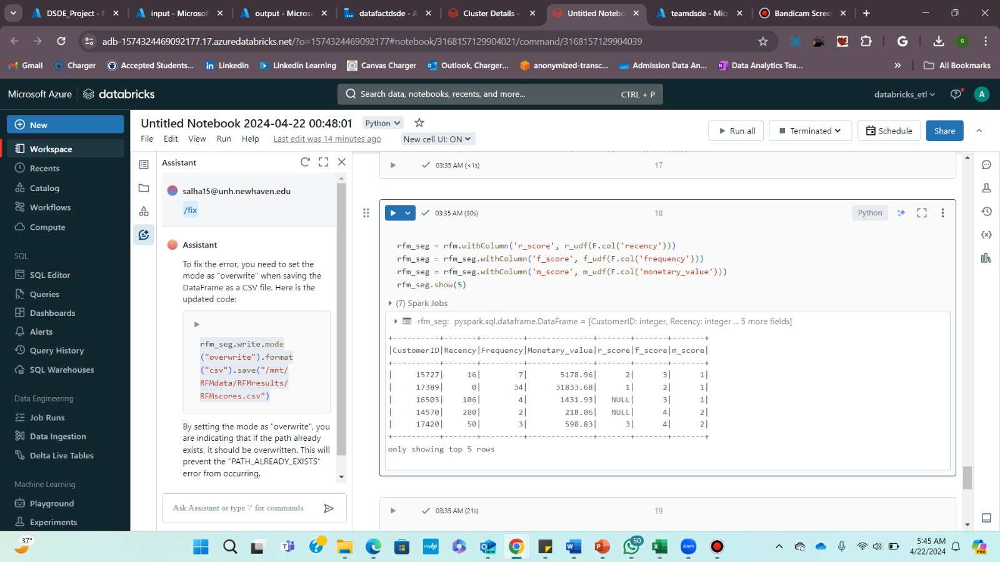 DSDE_Project -
input - Microsof
output - Micros
datafactdsde - A
Cluster Details -
Untitled Notebo
teamdsde - Mic
Bandicam Scree
adb-1574324469092177.17.azuredatabricks.net/?o=1574324469092177#notebook/3168157129904021/command/3168157129904039
G
S
Gmail
Charger
Accepted Students...
Linkedin
Linkedin Learning
Canvas Charger
Outlook, Charger...
anonymized-transc...
Admission Data An...
Data Analytics Tea...
»
All Bookmarks
Microsoft Azure
databricks
Search data, notebooks, recents, and more...
CTRL + P
databricks_etl
A
New
Workspace
Recents
Catalog
Workflows
Compute
SQL
SQL Editor
Queries
Dashboards
Alerts
Query History
SQL Warehouses
Data Engineering
Job Runs
Data Ingestion
Delta Live Tables
Machine Learning
Playground
Experiments
Untitled Notebook 2024-04-22 00:48:01
Python
File
Edit
View
Run
Help
Last edit was 14 minutes ago
New cell UI: ON
Run all
Terminated
Schedule
Share
Assistant
salha15@unh.newhaven.edu
/fix
Assistant
To fix the error, you need to set the
mode as "overwrite" when saving the
DataFrame as a CSV file. Here is the
updated code:
rfm_seg.write.mode
("overwrite").format
("csv").save("/mnt/
RFMdata/RFMresults/
RFMscores.csv")
By setting the mode as "overwrite", you
are indicating that if the path already
exists, it should be overwritten. This will
prevent the "PATH_ALREADY_EXISTS"
error from occurring.
Ask Assistant or type '/' for commands
03:35 AM (<1s)
17
03:35 AM (30s)
18
Python
rfm_seg = rfm.withColumn('r_score', r_udf(F.col('recency')))
rfm_seg = rfm_seg.withColumn('f_score', f_udf(F.col('frequency')))
rfm_seg = rfm_seg.withColumn('m_score', m_udf(F.col('monetary_value')))
rfm_seg.show(5)
(7) Spark Jobs
rfm_seg: pyspark.sql.dataframe.DataFrame = [CustomerID: integer, Recency: integer ... 5 more fields]
+----------+-------+---------+--------------+-------+-------+-------+
|CustomerID|Recency|Frequency|Monetary_value|r_score|f_score|m_score|
+----------+-------+---------+--------------+-------+-------+-------+
|     15727|     16|        7|       5178.96|      2|      3|      1|
|     17389|      0|       34|      31833.68|      1|      2|      1|
|     16503|    106|        4|       1431.93|   NULL|      3|      1|
|     14570|    280|        2|        218.06|   NULL|      4|      2|
|     17420|     50|        3|        598.83|      3|      4|      2|
+----------+-------+---------+--------------+-------+-------+-------+
only showing top 5 rows
03:35 AM (21s)
19
37°
myhp
NEW
50
zoom
5:45 AM
4/22/2024
PRE